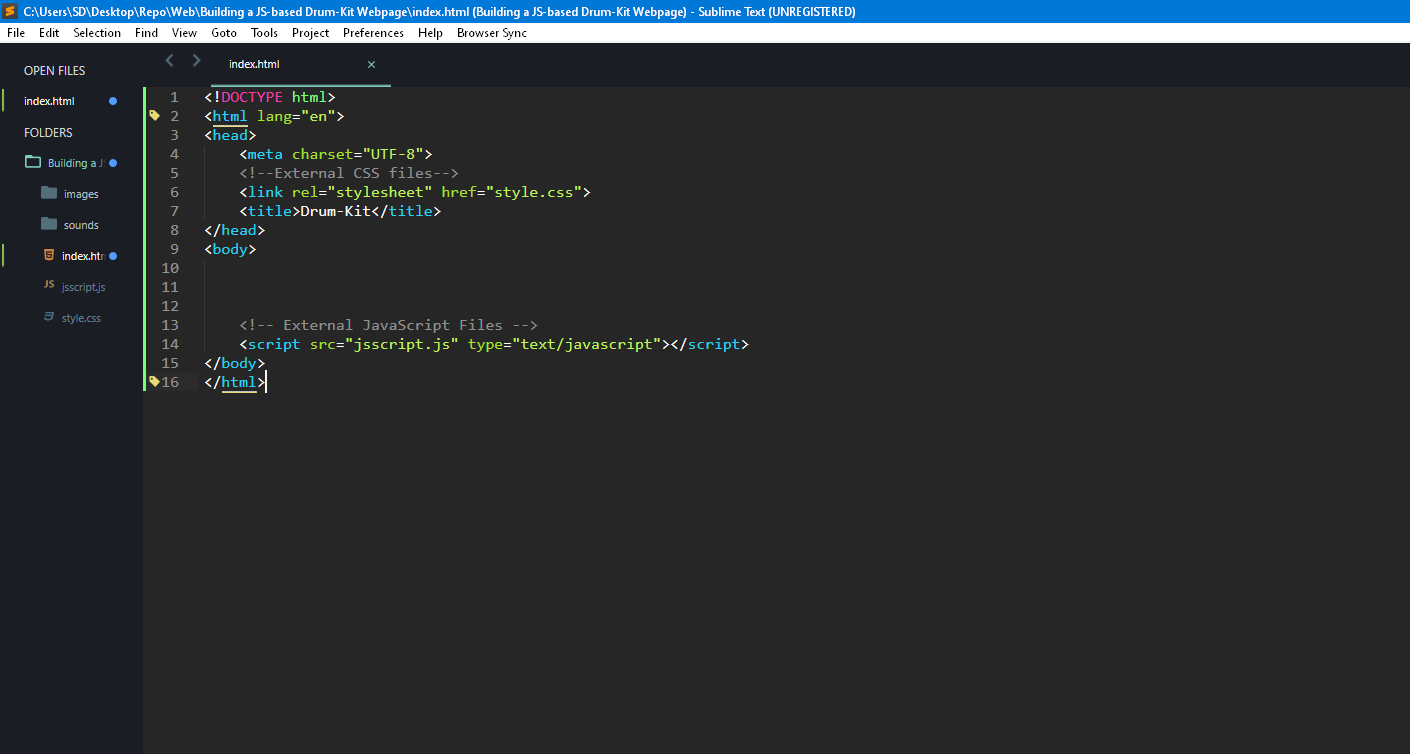 C:\Users\SD\Desktop\Repo\Web\Building a JS-based Drum-Kit Webpage\index.html (Building a JS-based Drum-Kit Webpage) - Sublime Text (UNREGISTERED)
File Edit Selection Find View Goto Tools Project Preferences Help Browser Sync
OPEN FILES
index.html
FOLDERS
Building a JS
images
sounds
index.htm
JS jsscript.js
style.css
index.html ×
1 <!DOCTYPE html>
2 <html lang="en">
3 <head>
4     <meta charset="UTF-8">
5     <!--External CSS files-->
6     <link rel="stylesheet" href="style.css">
7     <title>Drum-Kit</title>
8 </head>
9 <body>
10
11
12
13     <!-- External JavaScript Files -->
14     <script src="jsscript.js" type="text/javascript"></script>
15 </body>
16 </html>